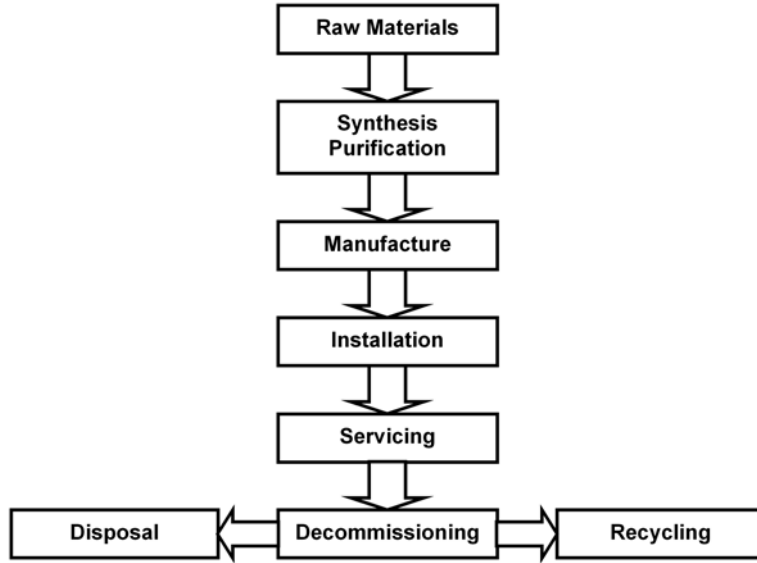 Raw Materials
Synthesis
Purification
Manufacture
Installation
Servicing
Disposal
Decommissioning
Recycling